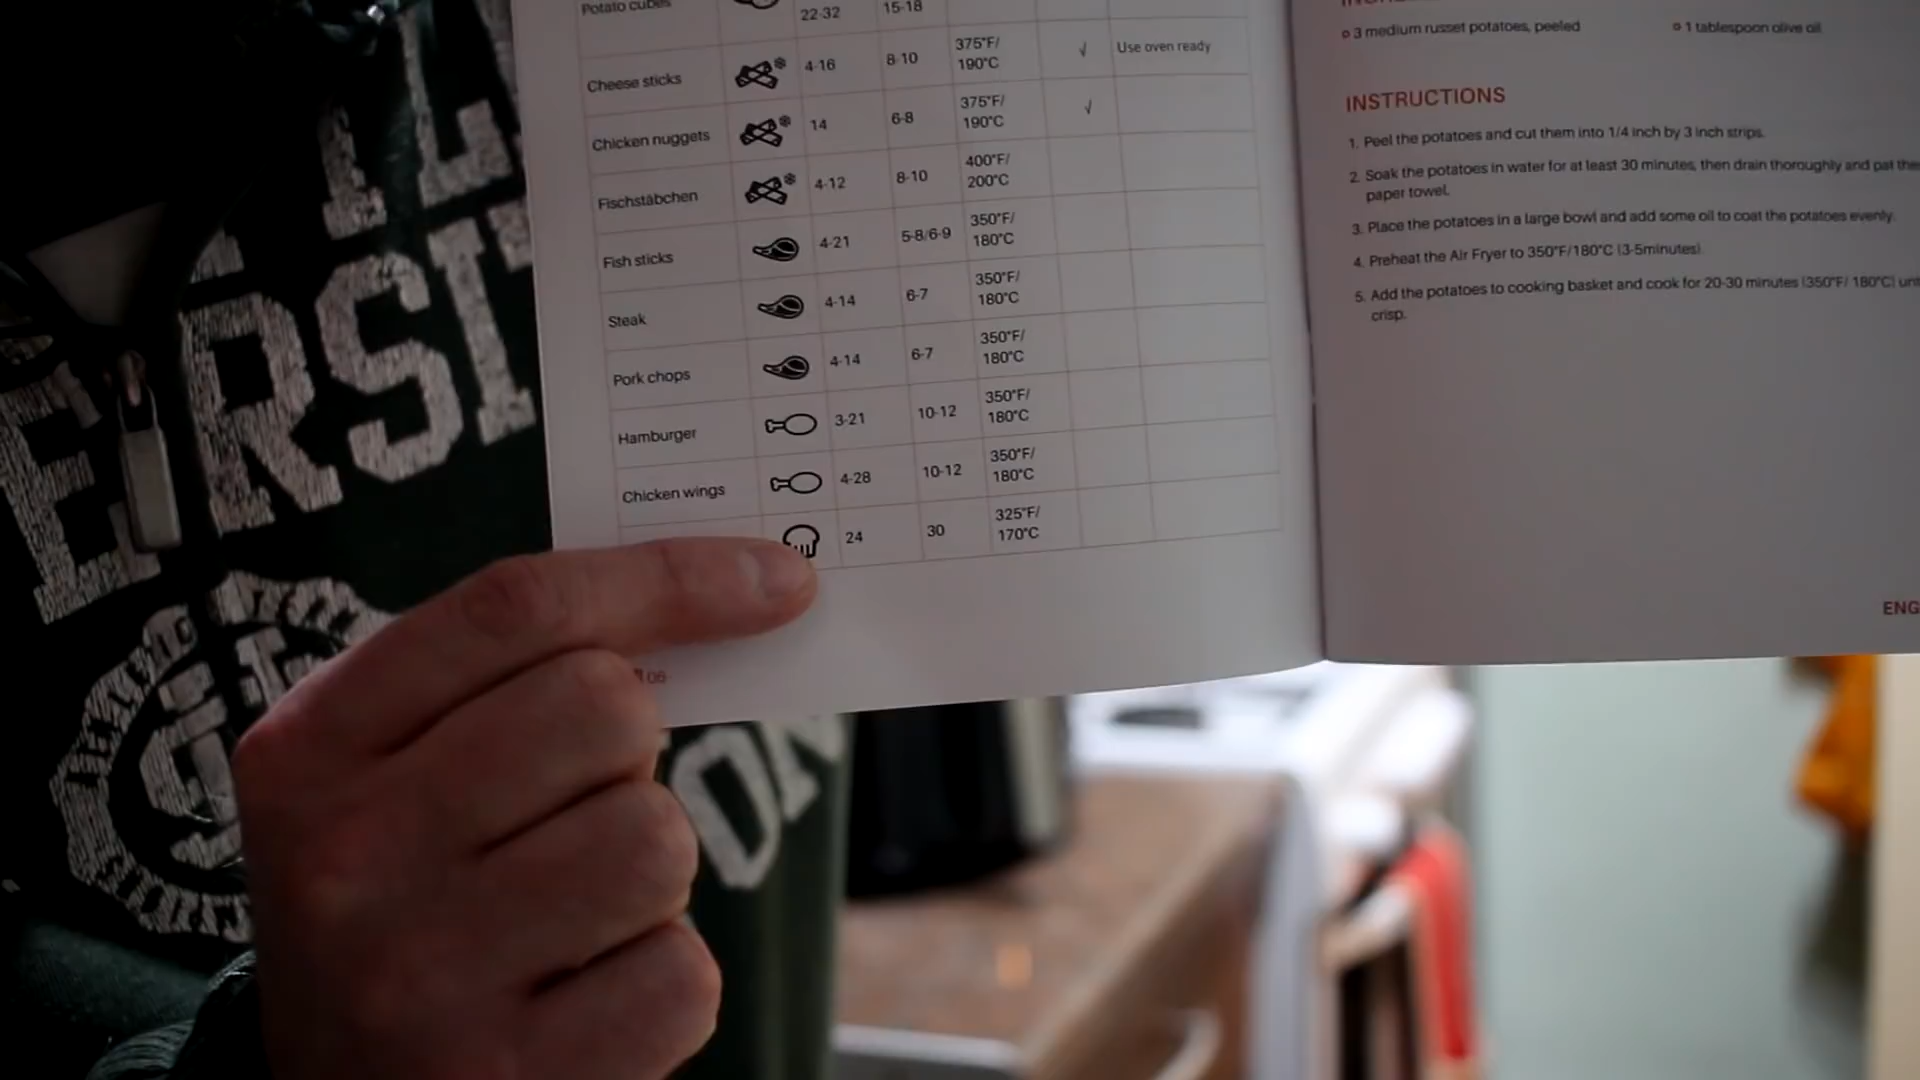 Potato cubes
22-32 15-18
Cheese sticks 4-16 8-10 375°F/ 190°C √ Use oven ready
Chicken nuggets 14 6-8 375°F/ 190°C √
Fischstäbchen 4-12 8-10 400°F/ 200°C
Fish sticks 4-21 5-8/6-9 350°F/ 180°C
Steak 4-14 6-7 350°F/ 180°C
Pork chops 4-14 6-7 350°F/ 180°C
Hamburger 3-21 10-12 350°F/ 180°C
Chicken wings 4-28 10-12 350°F/ 180°C
24 30 325°F/ 170°C
06
3 medium russet potatoes, peeled
1 tablespoon olive oil
INSTRUCTIONS
1. Peel the potatoes and cut them into 1/4 inch by 3 inch strips.
2. Soak the potatoes in water for at least 30 minutes, then drain thoroughly and pat
paper towel.
3. Place the potatoes in a large bowl and add some oil to coat the potatoes evenly.
4. Preheat the Air Fryer to 350°F/180°C (3-5minutes).
5. Add the potatoes to cooking basket and cook for 20-30 minutes (350°F/ 180°C)
crisp.
ENG
ERSIT
ON